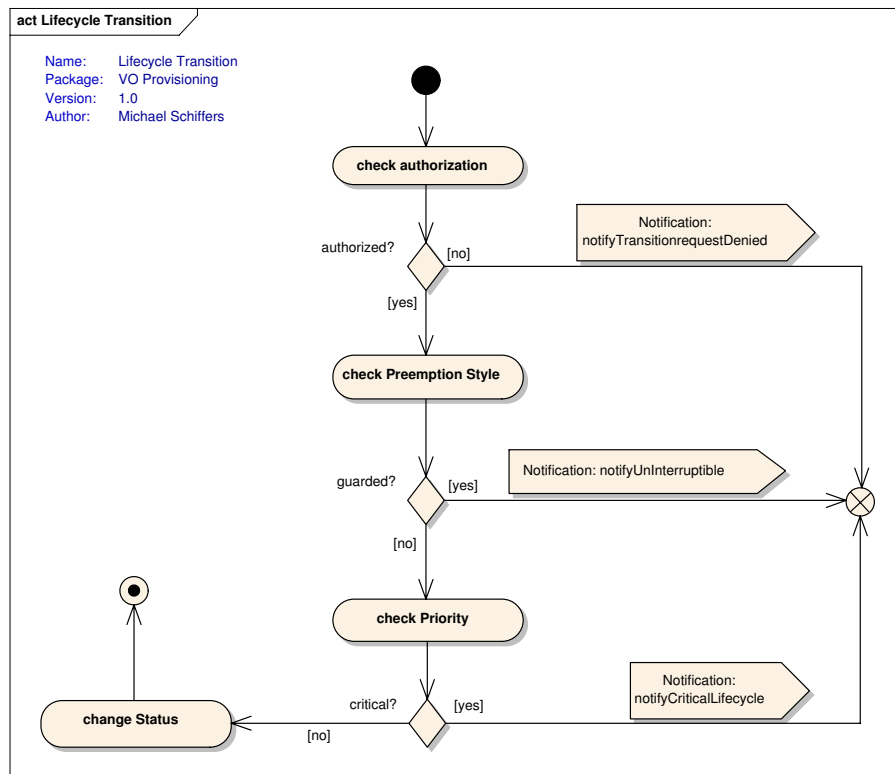 act Lifecycle Transition
Name: Lifecycle Transition
Package: VO Provisioning
Version: 1.0
Author: Michael Schiffers
check authorization
Notification:
notifyTransitionrequestDenied
authorized?
[no]
[yes]
check Preemption Style
Notification: notifyUnInterruptible
guarded?
[yes]
[no]
check Priority
Notification:
notifyCriticalLifecycle
critical?
[yes]
change Status
[no]